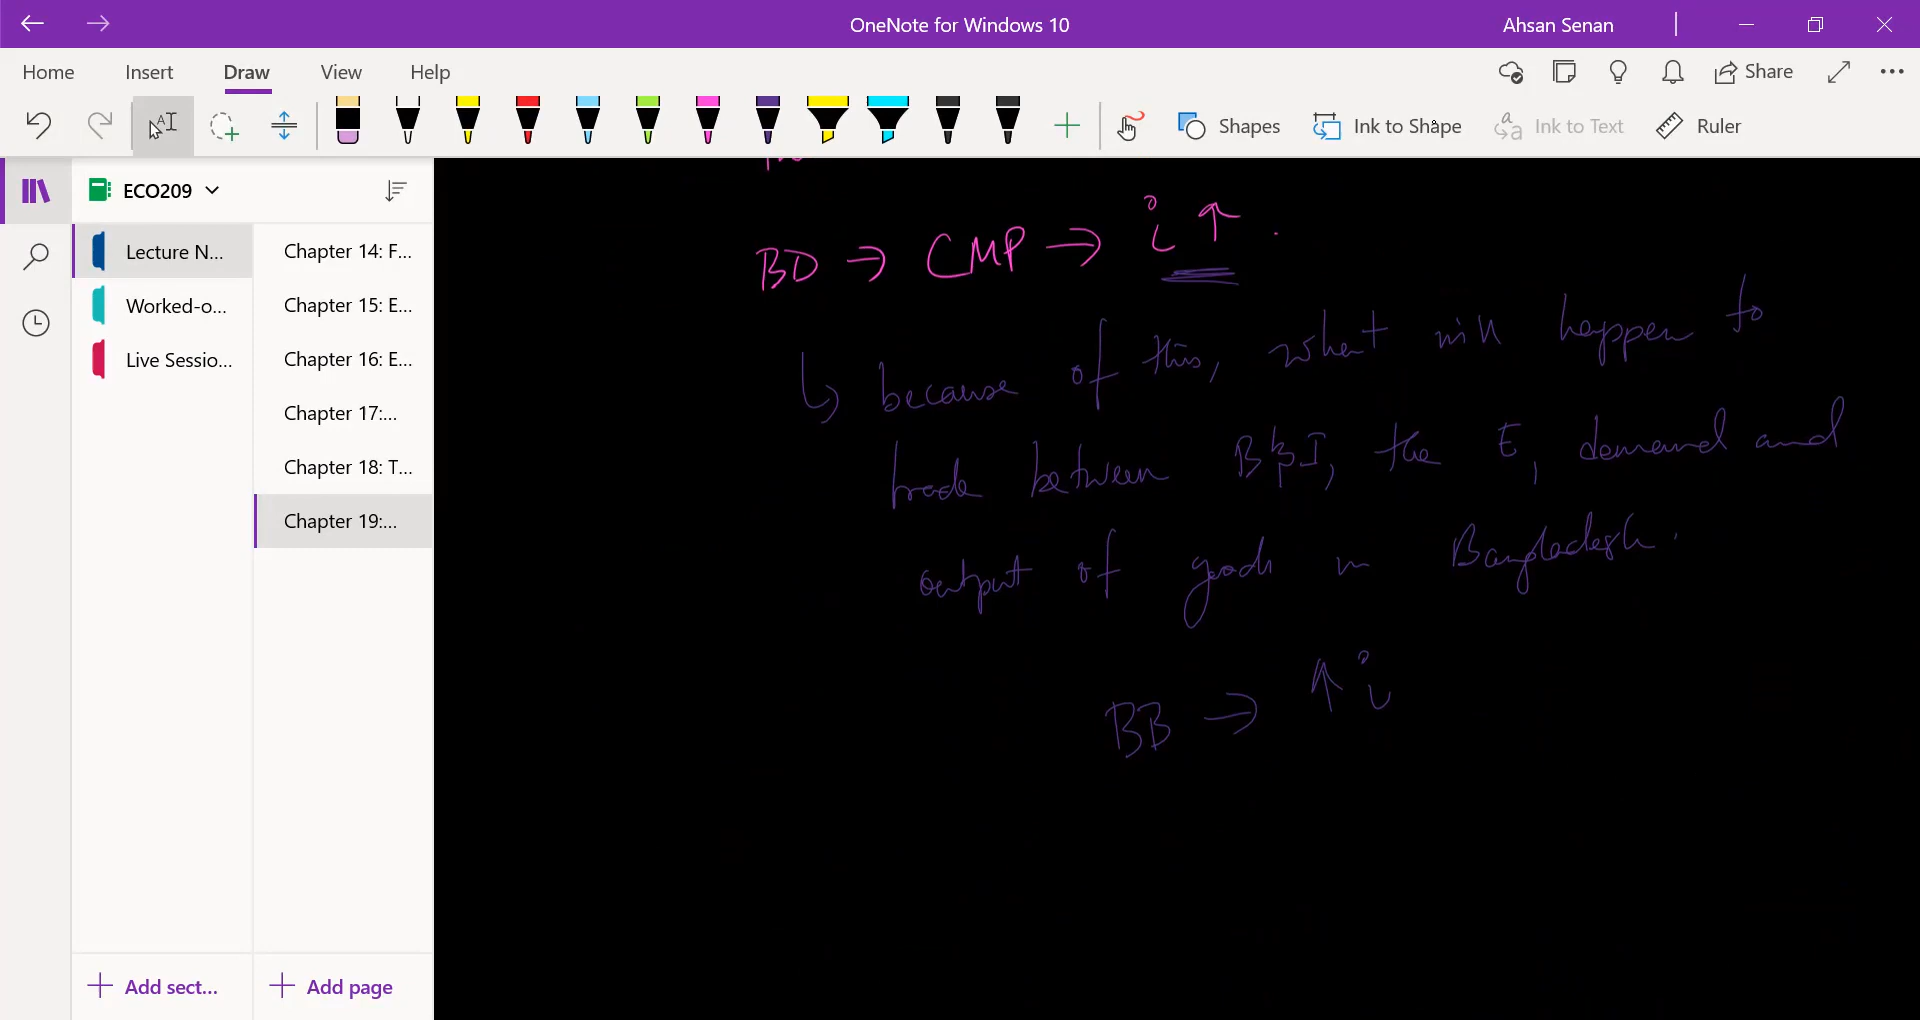 OneNote for Windows 10
Ahsan Senan
Home Insert Draw View Help
Share
Shapes Ink to Shape Ink to Text Ruler
ECO209
Lecture N...
Worked-o...
Live Sessio...
Chapter 14: F...
Chapter 15: E...
Chapter 16: E...
Chapter 17:...
Chapter 18: T...
Chapter 19:...
BD → CMP → i ↑ .
↳ because of this, what will happen to
trade between B & I, the E, demand and
output of goods in Bangladesh.
BB → ↑ i
Add sect...
Add page